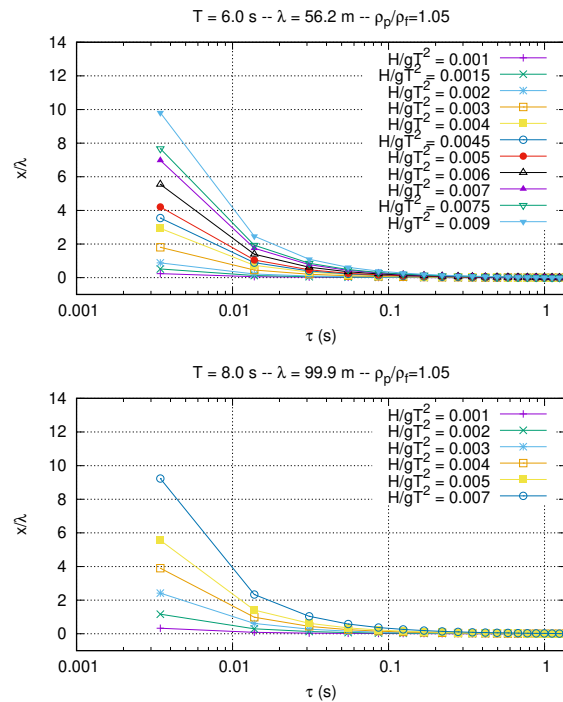 T = 6.0 s -- λ = 56.2 m -- ρp/ρf=1.05
14
12
10
8
6
4
2
0
x/λ
H/gT² = 0.001
H/gT² = 0.0015
H/gT² = 0.002
H/gT² = 0.003
H/gT² = 0.004
H/gT² = 0.0045
H/gT² = 0.005
H/gT² = 0.006
H/gT² = 0.007
H/gT² = 0.0075
H/gT² = 0.009
0.001 0.01 0.1 1
τ (s)
T = 8.0 s -- λ = 99.9 m -- ρp/ρf=1.05
14
12
10
8
6
4
2
0
x/λ
H/gT² = 0.001
H/gT² = 0.002
H/gT² = 0.003
H/gT² = 0.004
H/gT² = 0.005
H/gT² = 0.007
0.001 0.01 0.1 1
τ (s)